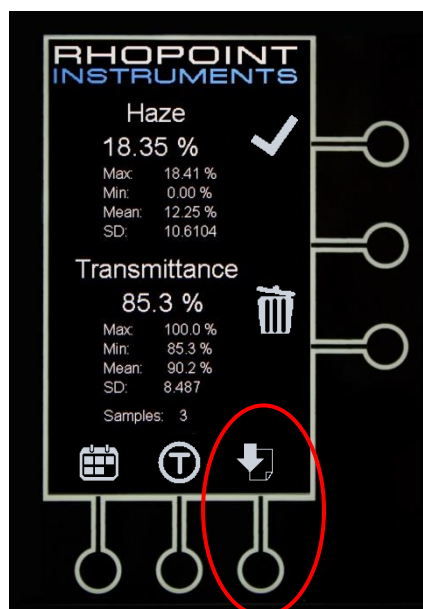 RHOPOINT
INSTRUMENTS
Haze
18.35 %
Max: 18.41 %
Min: 0.00 %
Mean: 12.25 %
SD: 10.6104
Transmittance
85.3 %
Max: 100.0 %
Min: 85.3 %
Mean: 90.2 %
SD: 8.487
Samples: 3
T